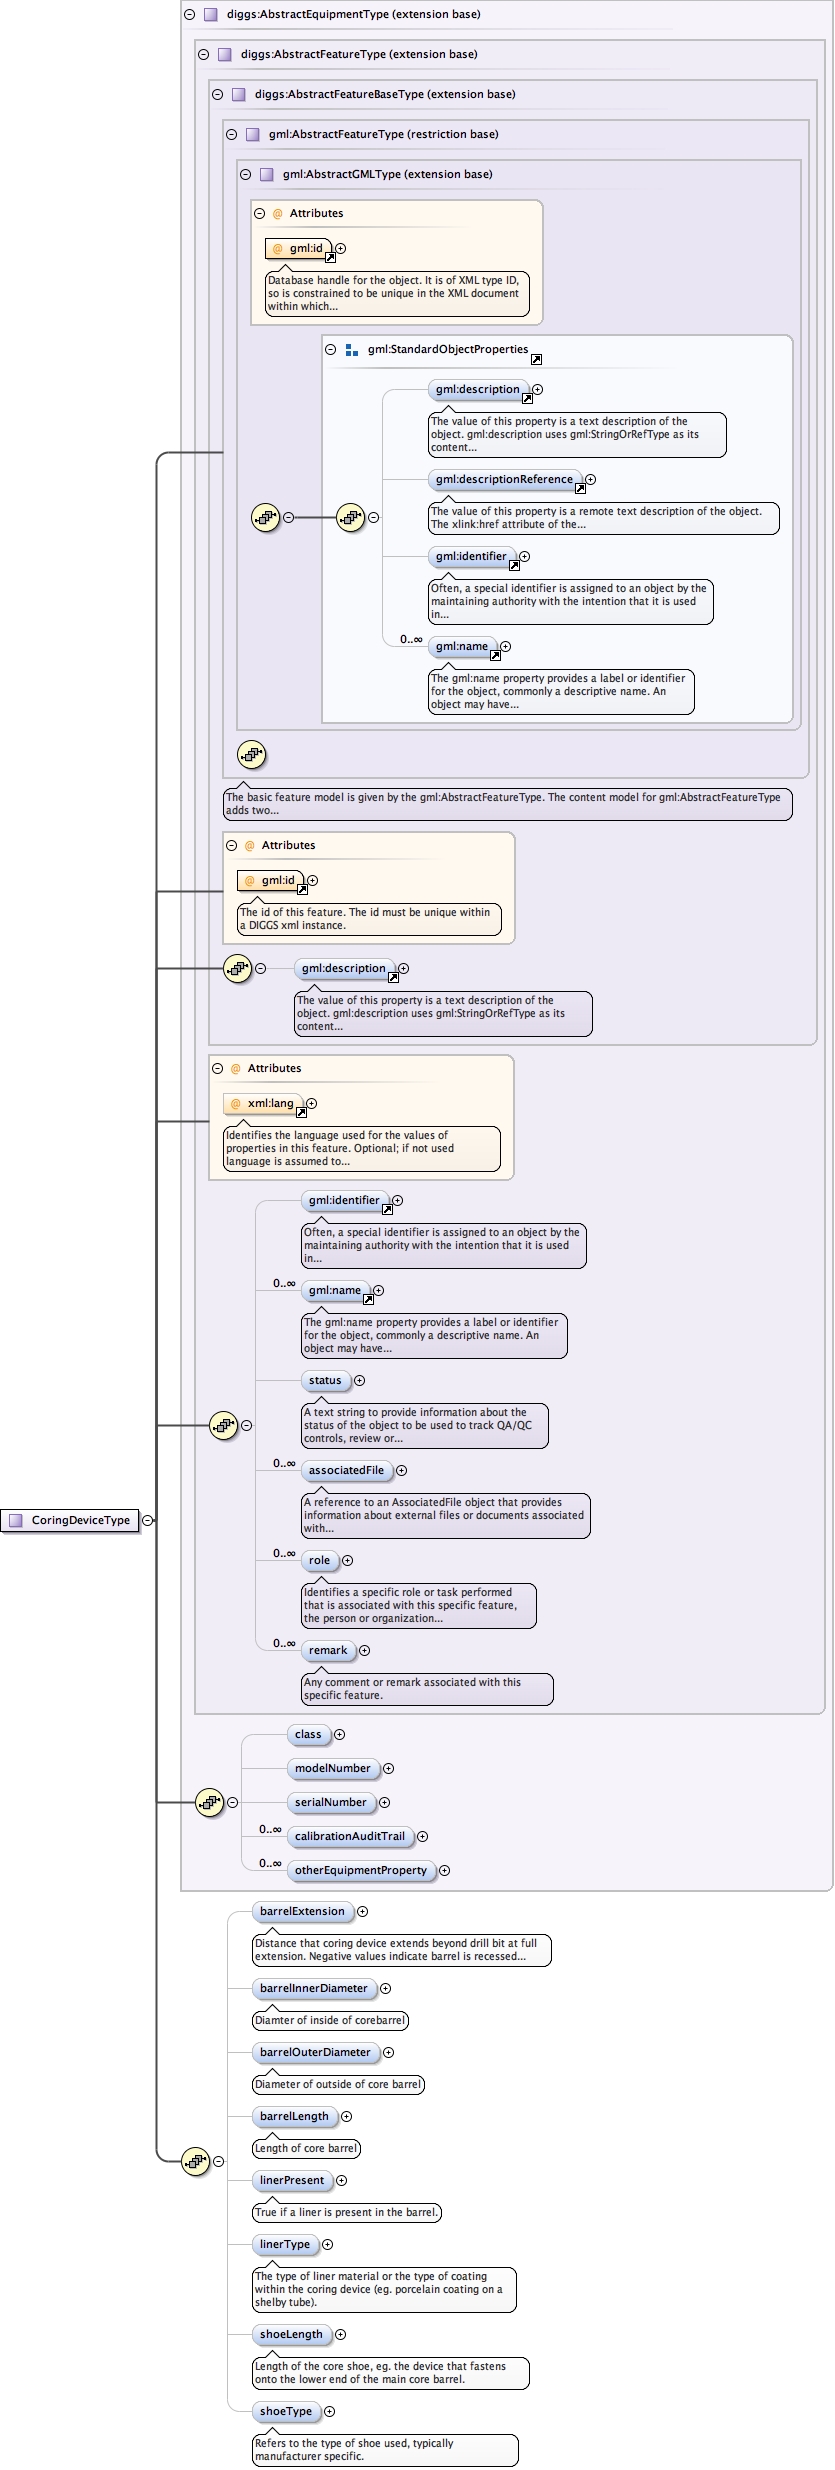 diggs:AbstractEquipmentType (extension base)
diggs:AbstractFeatureType (extension base)
diggs:AbstractFeatureBaseType (extension base)
gml:AbstractFeatureType (restriction base)
gml:AbstractGMLType (extension base)
@ Attributes
@ gml:id
Database handle for the object. It is of XML type ID,
so is constrained to be unique in the XML document
within which...
gml:StandardObjectProperties
gml:description
The value of this property is a text description of the
object. gml:description uses gml:StringOrRefType as its
content...
gml:descriptionReference
The value of this property is a remote text description of the object.
The xlink:href attribute of the...
gml:identifier
Often, a special identifier is assigned to an object by the
maintaining authority with the intention that it is used
in...
0..∞ gml:name
The gml:name property provides a label or identifier
for the object, commonly a descriptive name. An
object may have...
The basic feature model is given by the gml:AbstractFeatureType. The content model for gml:AbstractFeatureType
adds two...
@ Attributes
@ gml:id
The id of this feature. The id must be unique within
a DIGGS xml instance.
gml:description
The value of this property is a text description of the
object. gml:description uses gml:StringOrRefType as its
content...
@ Attributes
@ xml:lang
Identifies the language used for the values of
properties in this feature. Optional; if not used
language is assumed to...
gml:identifier
Often, a special identifier is assigned to an object by the
maintaining authority with the intention that it is used
in...
0..∞ gml:name
The gml:name property provides a label or identifier
for the object, commonly a descriptive name. An
object may have...
status
A text string to provide information about the
status of the object to be used to track QA/QC
controls, review or...
0..∞ associatedFile
A reference to an AssociatedFile object that provides
information about external files or documents associated
with...
CoringDeviceType
0..∞ role
Identifies a specific role or task performed
that is associated with this specific feature,
the person or organization...
0..∞ remark
Any comment or remark associated with this
specific feature.
class
modelNumber
serialNumber
0..∞ calibrationAuditTrail
0..∞ otherEquipmentProperty
barrelExtension
Distance that coring device extends beyond drill bit at full
extension. Negative values indicate barrel is recessed...
barrelInnerDiameter
Diamter of inside of corebarrel
barrelOuterDiameter
Diameter of outside of core barrel
barrelLength
Length of core barrel
linerPresent
True if a liner is present in the barrel.
linerType
The type of liner material or the type of coating
within the coring device (eg. porcelain coating on a
shelby tube).
shoeLength
Length of the core shoe, eg. the device that fastens
onto the lower end of the main core barrel.
shoeType
Refers to the type of shoe used, typically
manufacturer specific.